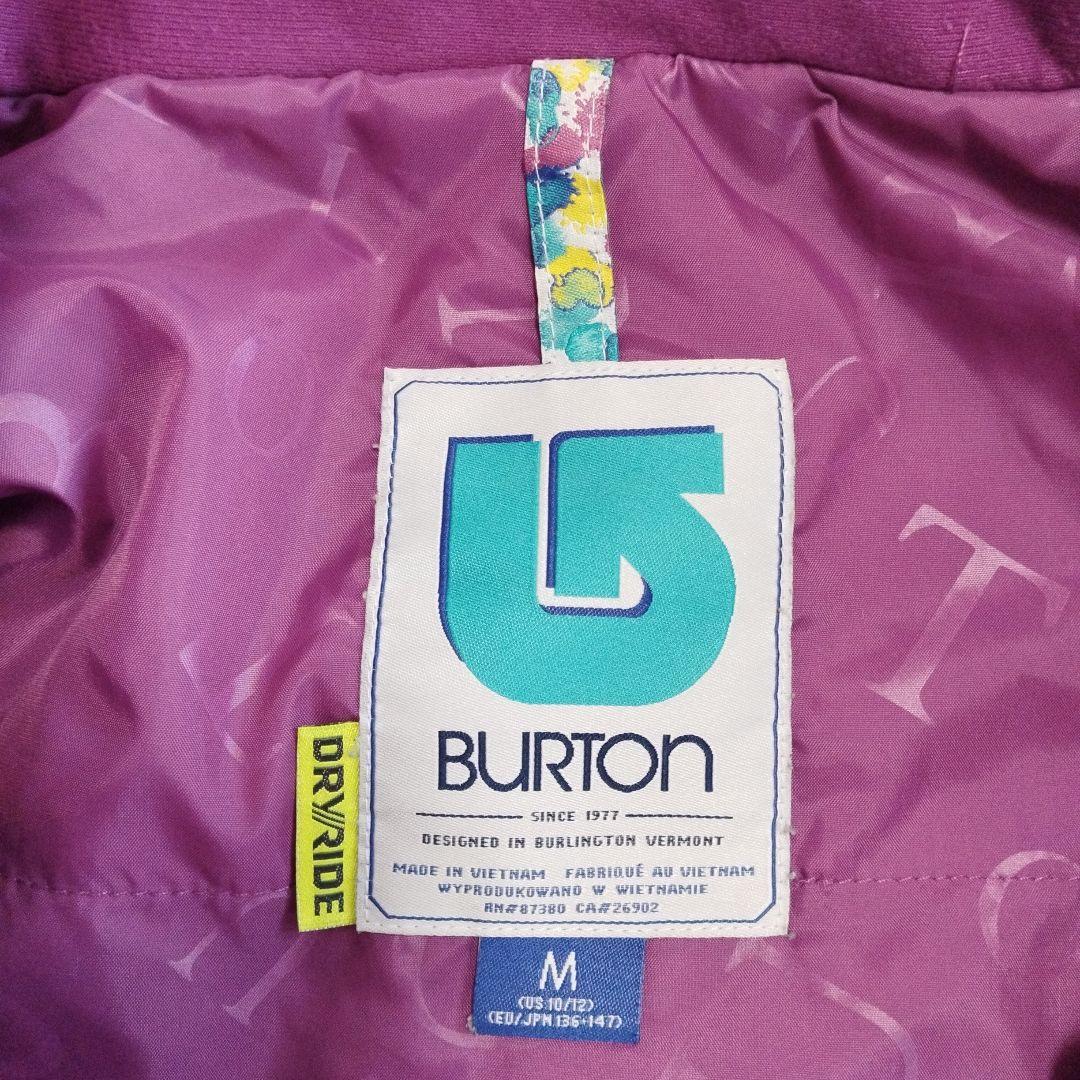 BURTON
SINCE 1977
DESIGNED IN BURLINGTON VERMONT
MADE IN VIETNAM FABRIQUÉ AU VIETNAM
WYPRODUKOWANO W WIETNAMIE
RN#87380 CA#26902
DRY//RIDE
M
(US 10/12)
(EU/JPN 136-147)
T